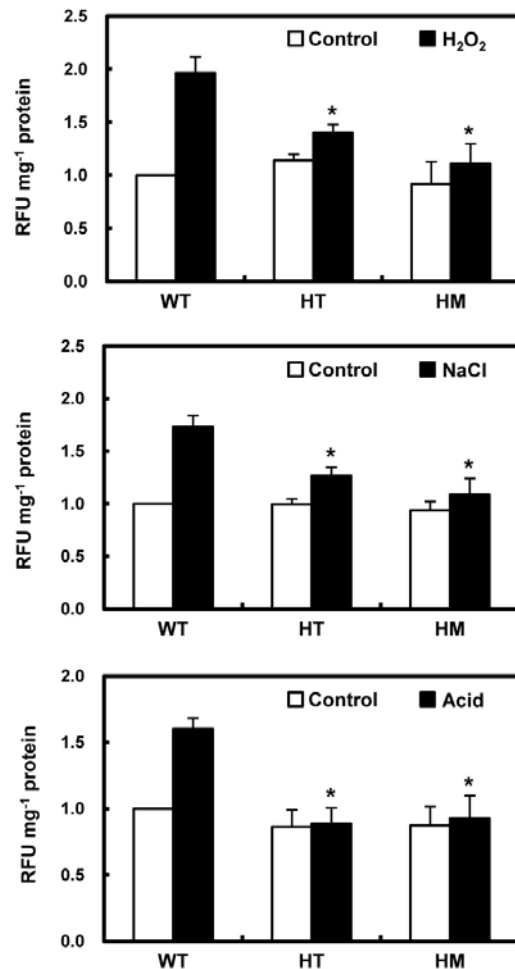 2.5
Control H₂O₂
2.0
*
1.5
*
1.0
0.5
0.0
RFU mg⁻¹ protein
WT HT HM
2.5
Control NaCl
2.0
1.5
*
*
1.0
0.5
0.0
RFU mg⁻¹ protein
WT HT HM
2.0
Control Acid
1.5
* *
1.0
0.5
0.0
RFU mg⁻¹ protein
WT HT HM